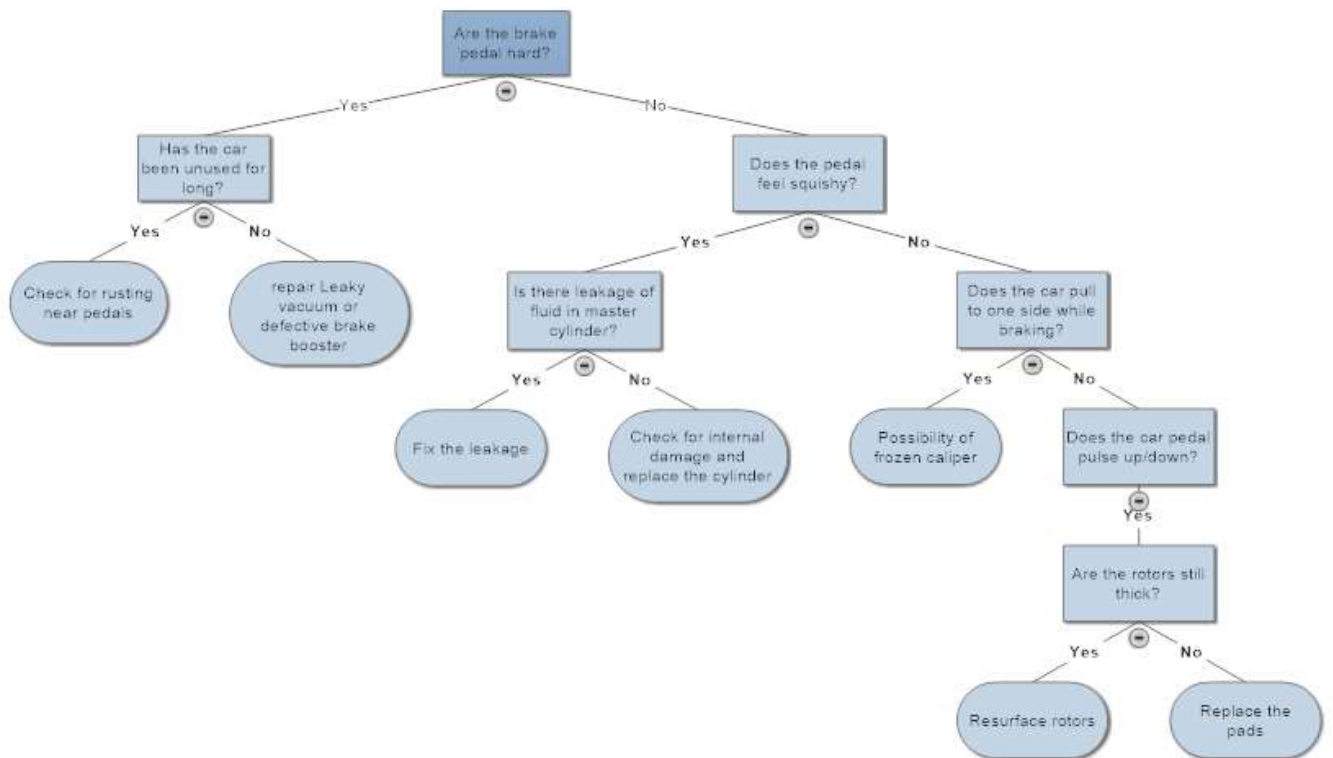 Are the brake
pedal hard?
Yes
No
Has the car
been unused for
long?
Does the pedal
feel squishy?
Yes
No
Yes
No
Check for rusting
near pedals
repair Leaky
vacuum or
defective brake
booster
Is there leakage of
fluid in master
cylinder?
Does the car pull
to one side while
braking?
Yes
No
Yes
No
Fix the leakage
Check for internal
damage and
replace the cylinder
Possibility of
frozen caliper
Does the car pedal
pulse up/down?
Yes
Are the rotors still
thick?
Yes
No
Resurface rotors
Replace the
pads